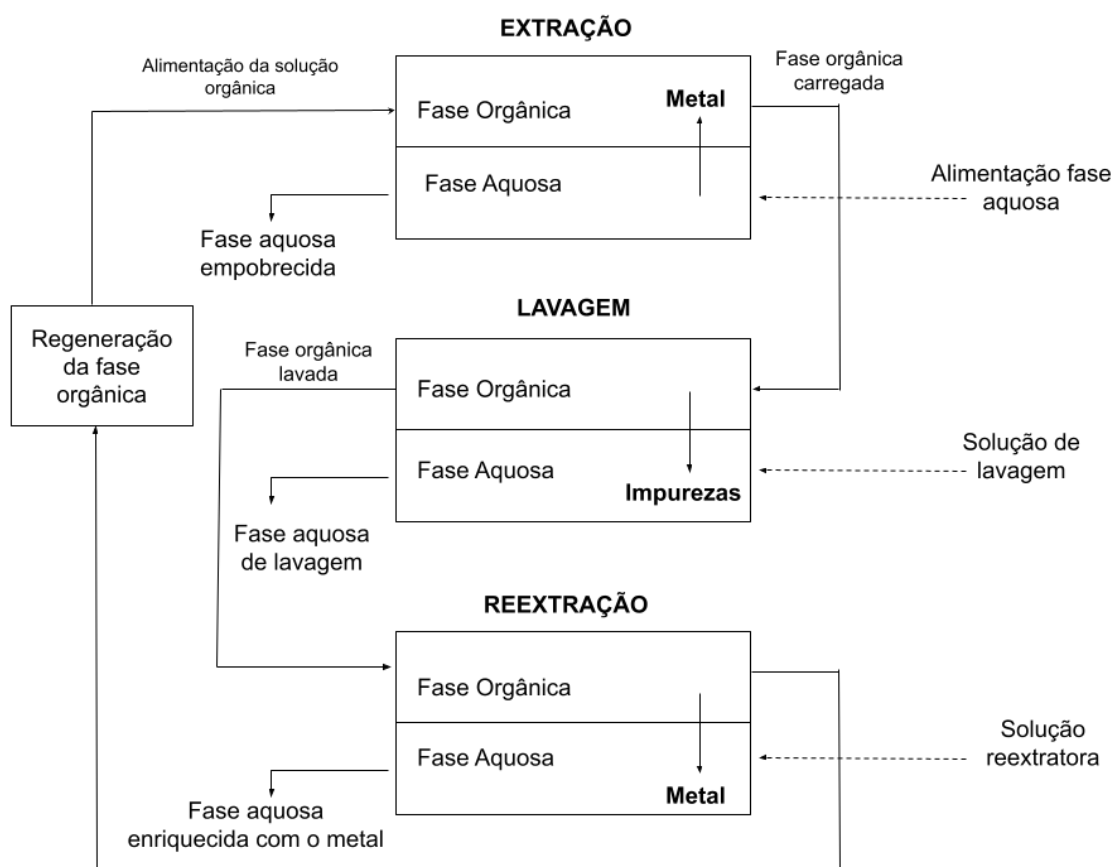 EXTRAÇÃO
Alimentação da solução
orgânica
Fase orgânica
carregada
Fase Orgânica
Metal
Fase Aquosa
Alimentação fase
aquosa
Fase aquosa
empobrecida
LAVAGEM
Regeneração
da fase
orgânica
Fase orgânica
lavada
Fase Orgânica
Fase Aquosa
Impurezas
Solução de
lavagem
Fase aquosa
de lavagem
REEXTRAÇÃO
Fase Orgânica
Fase Aquosa
Metal
Solução
reextratora
Fase aquosa
enriquecida com o metal